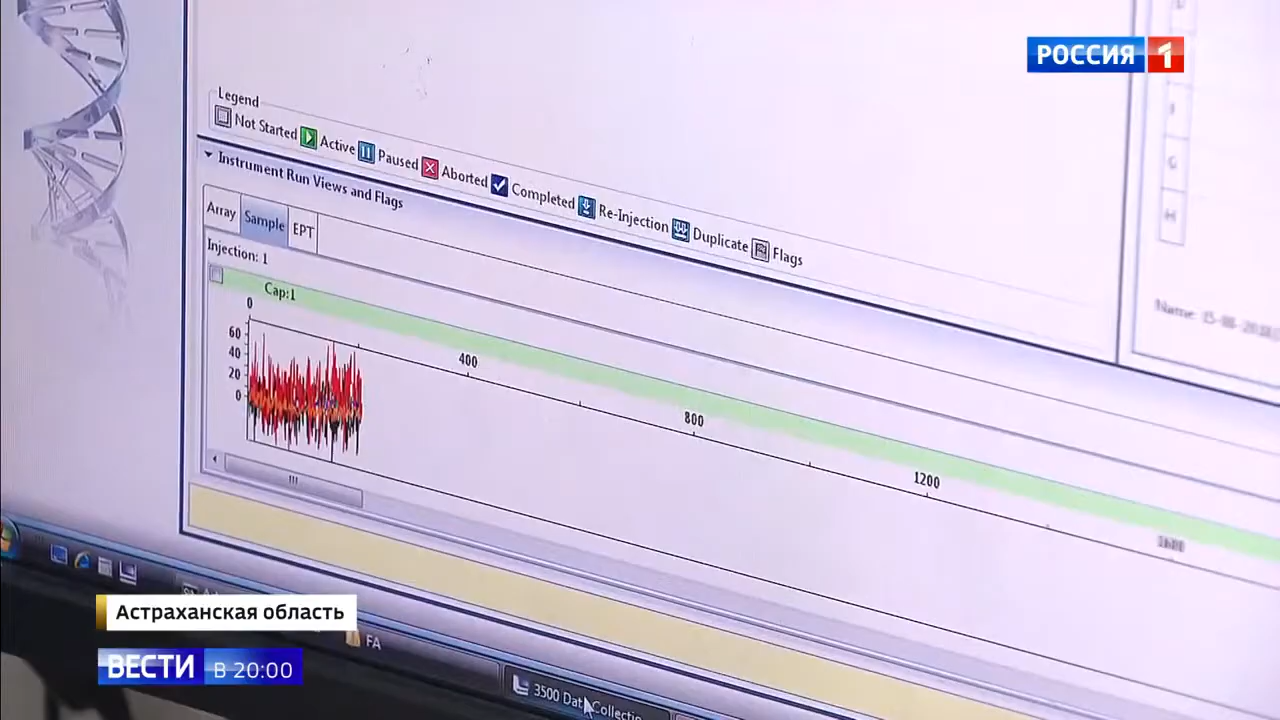 РОССИЯ 1
Legend
Not Started Active Paused Aborted Completed Re-Injection Duplicate Flags
Instrument Run Views and Flags
Array Sample EPT
Injection: 1
Cap:1
0
400
800
1200
1600
60
40
20
0
G
H
Астраханская область
FA
ВЕСТИ В 20:00
3500 Data Collectio